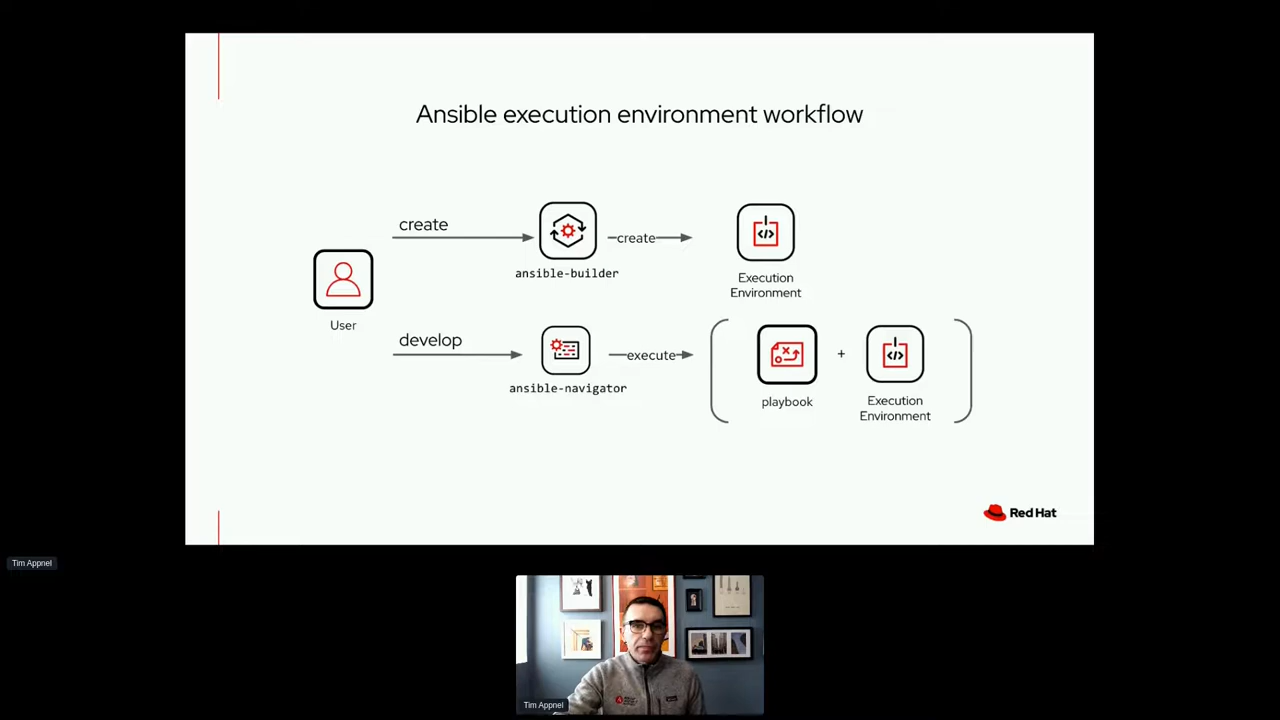 Ansible execution environment workflow
create
create
ansible-builder
Execution
Environment
User
develop
execute
ansible-navigator
+
playbook
Execution
Environment
Red Hat
Tim Appnel
Tim Appnel